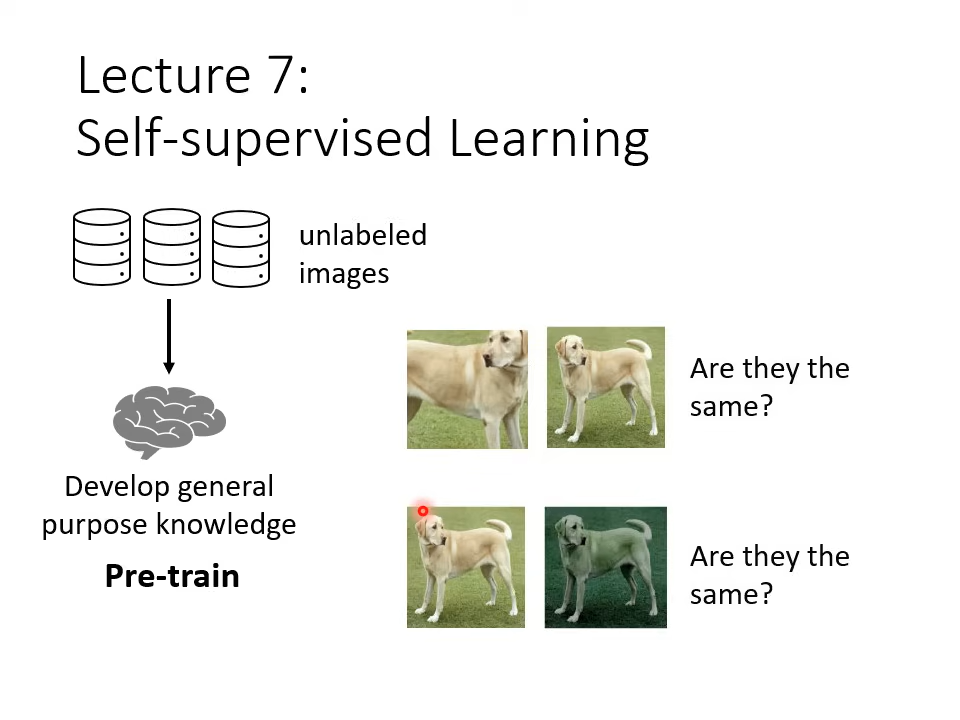 Lecture 7:
Self-supervised Learning
unlabeled
images
Develop general
purpose knowledge
Pre-train
Are they the
same?
Are they the
same?